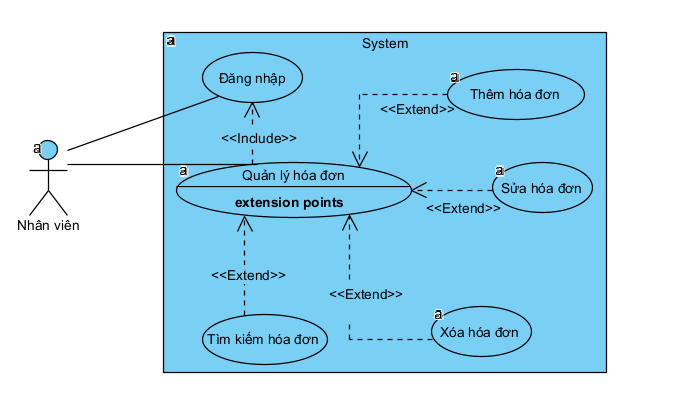 a
System
Đăng nhập
a
Thêm hóa đơn
<<Extend>>
<<Include>>
a
Nhân viên
a
Quản lý hóa đơn
extension points
a
Sửa hóa đơn
<<Extend>>
<<Extend>>
<<Extend>>
Tìm kiếm hóa đơn
a
Xóa hóa đơn